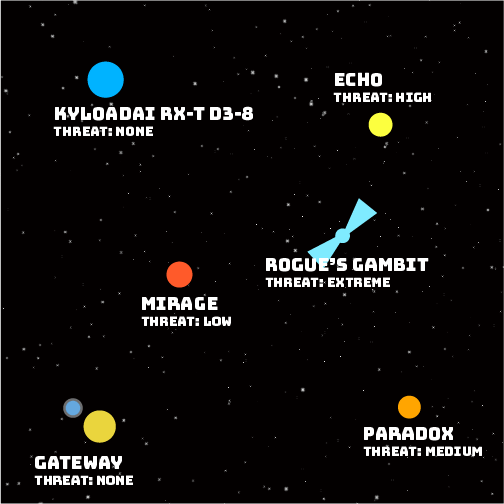 ECHO
THREAT: HIGH
KYLOADAI RX-T D3-8
THREAT: NONE
ROGUE'S GAMBIT
THREAT: EXTREME
MIRAGE
THREAT: LOW
PARADOX
THREAT: MEDIUM
GATEWAY
THREAT: NONE